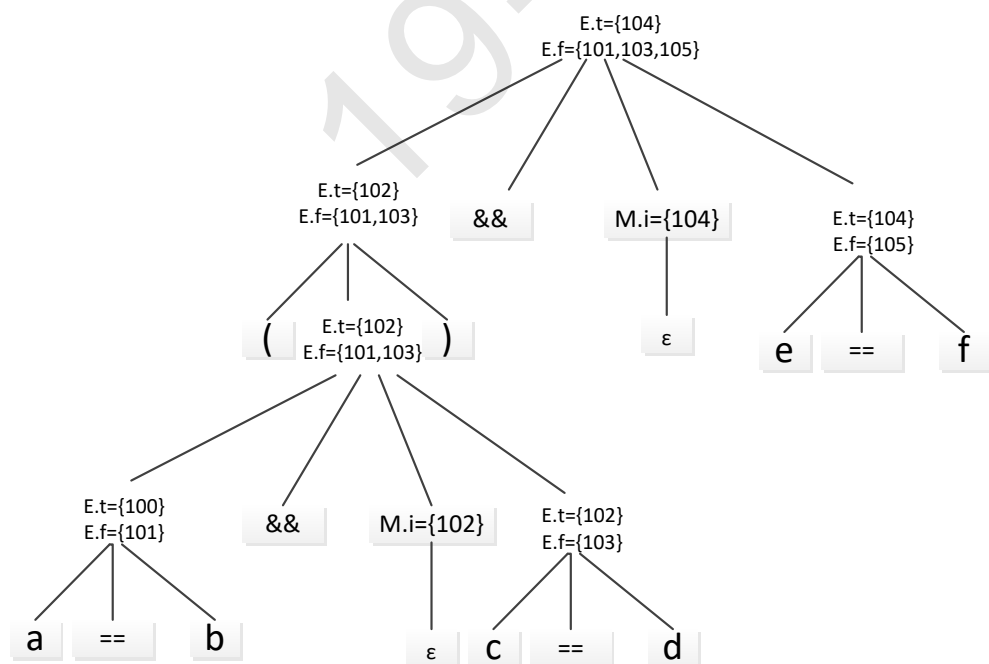 E.t={104}
E.f={101,103,105}
E.t={102}
E.f={101,103}
&&
M.i={104}
E.t={104}
E.f={105}
(
E.t={102}
E.f={101,103}
)
ε
e
==
f
E.t={100}
E.f={101}
&&
M.i={102}
E.t={102}
E.f={103}
a
==
b
ε
c
==
d